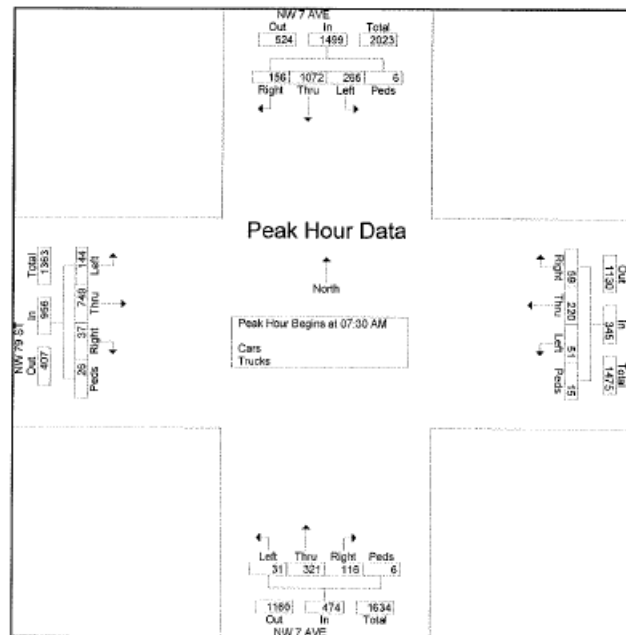 NW 7 AVE
Out In Total
524 1499 2023
156 1072 265 6
Right Thru Left Peds
Peak Hour Data
North
Peak Hour Begins at 07:30 AM
Cars
Trucks
NW 79 ST
Out In Total
407 956 1363
26 37 749 144
Peds Right Thru Left
Right Thru Left Peds
59 220 51 15
Out In Total
1130 345 1475
Left Thru Right Peds
31 321 116 6
1160 474 1634
Out In Total
NW 7 AVE